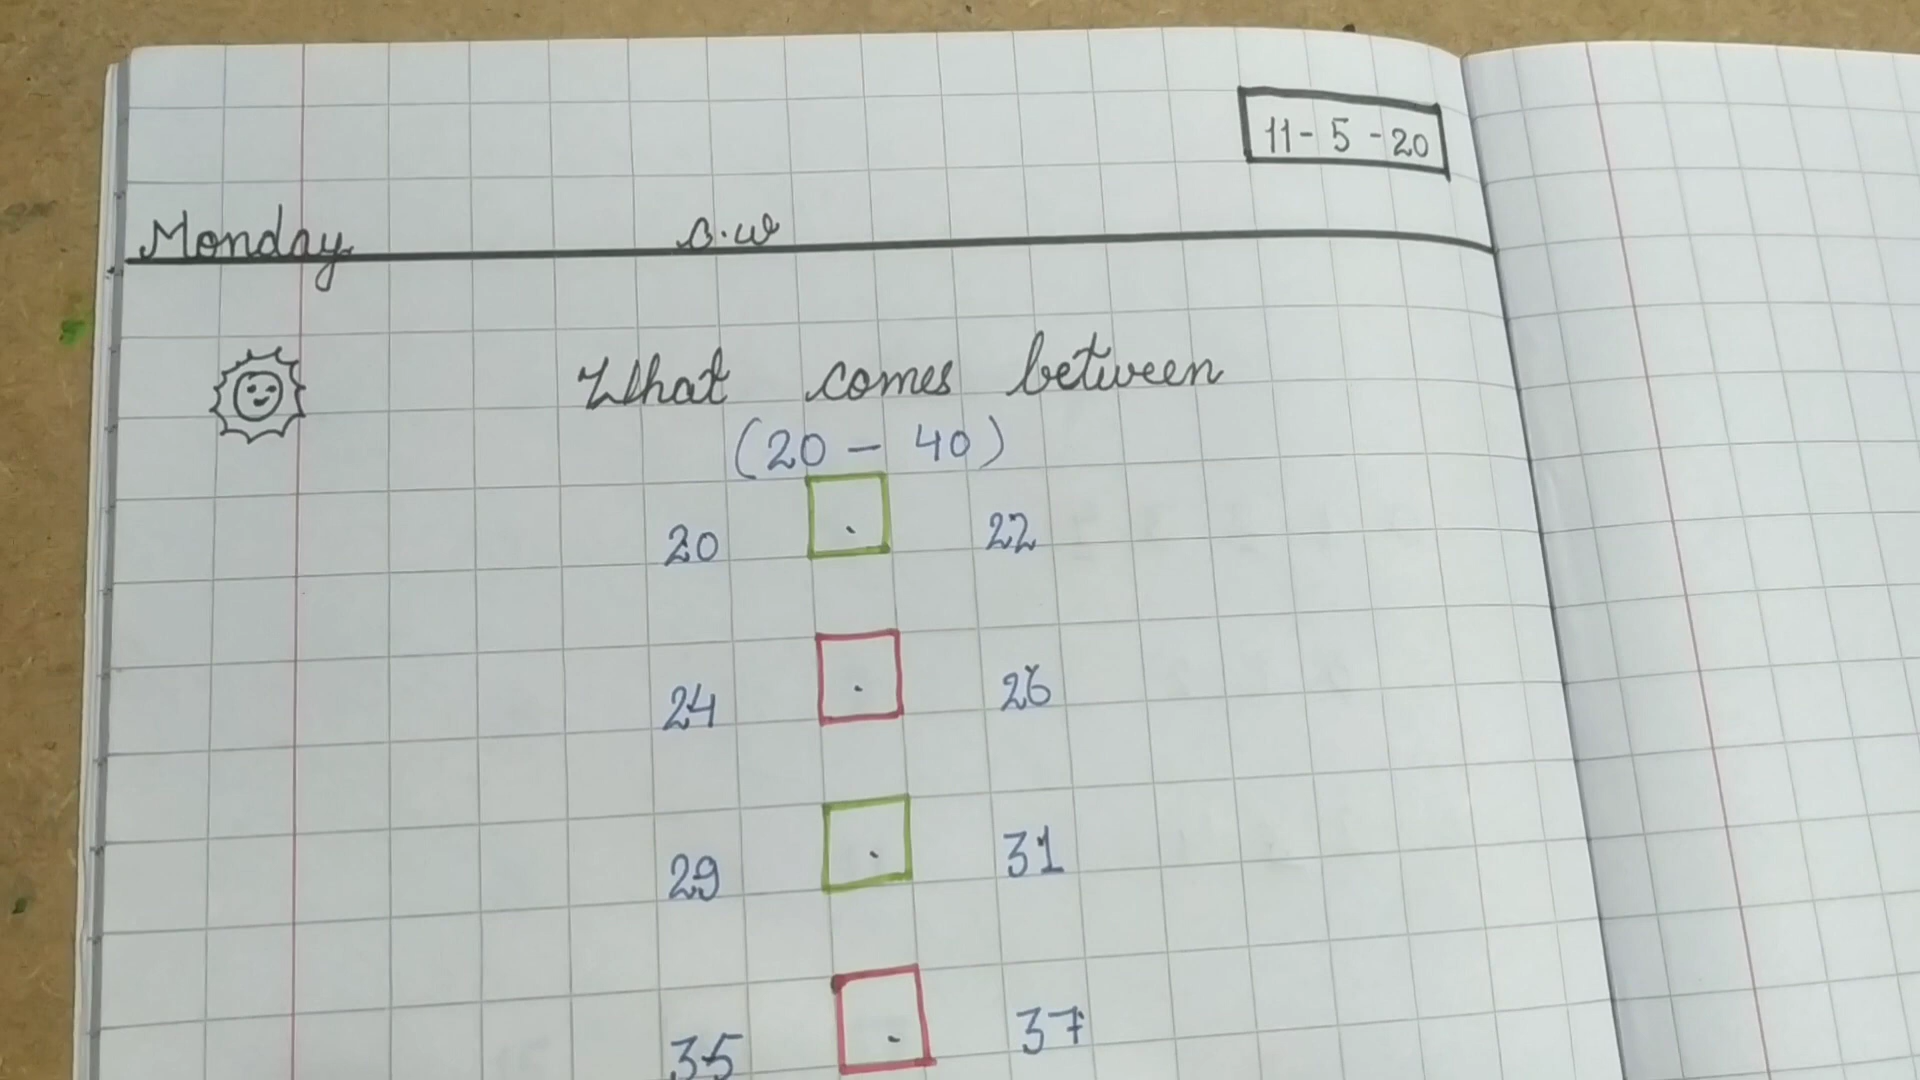 11-5-20
Monday C.W
What comes between
(20 - 40)
20 . 22
24 . 26
29 . 31
35 . 37